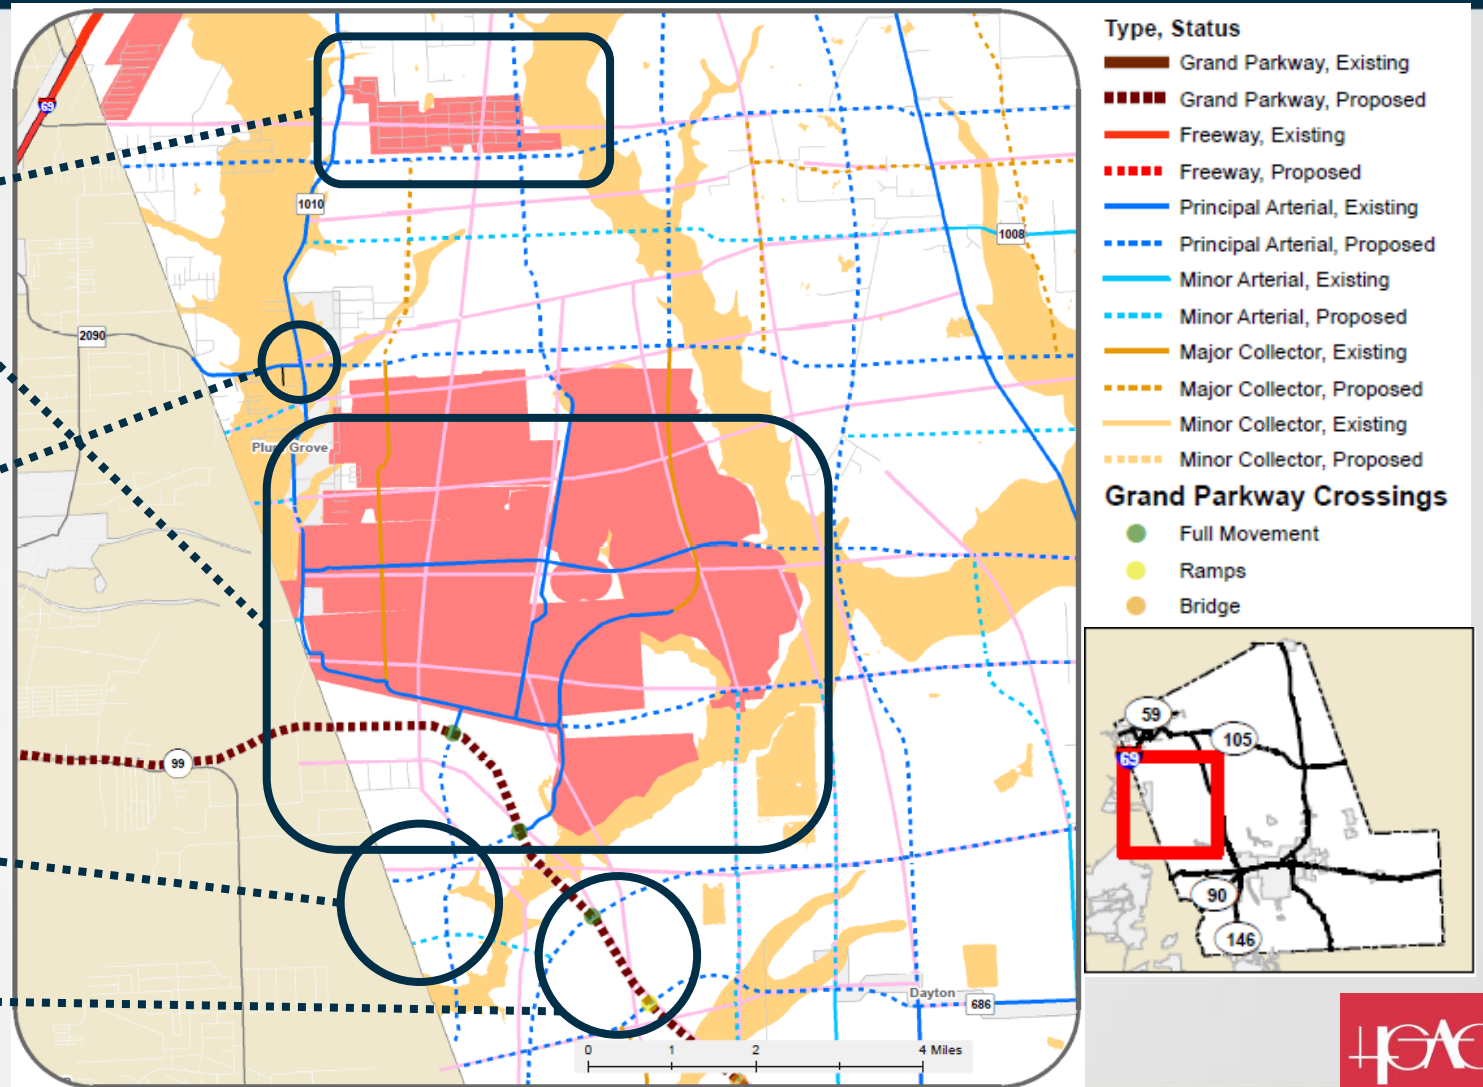 69
1010
1008
2090
Plum Grove
99
Dayton
686
0 1 2 4 Miles
Type, Status
Grand Parkway, Existing
Grand Parkway, Proposed
Freeway, Existing
Freeway, Proposed
Principal Arterial, Existing
Principal Arterial, Proposed
Minor Arterial, Existing
Minor Arterial, Proposed
Major Collector, Existing
Major Collector, Proposed
Minor Collector, Existing
Minor Collector, Proposed
Grand Parkway Crossings
Full Movement
Ramps
Bridge
59
105
69
90
146
HGAC